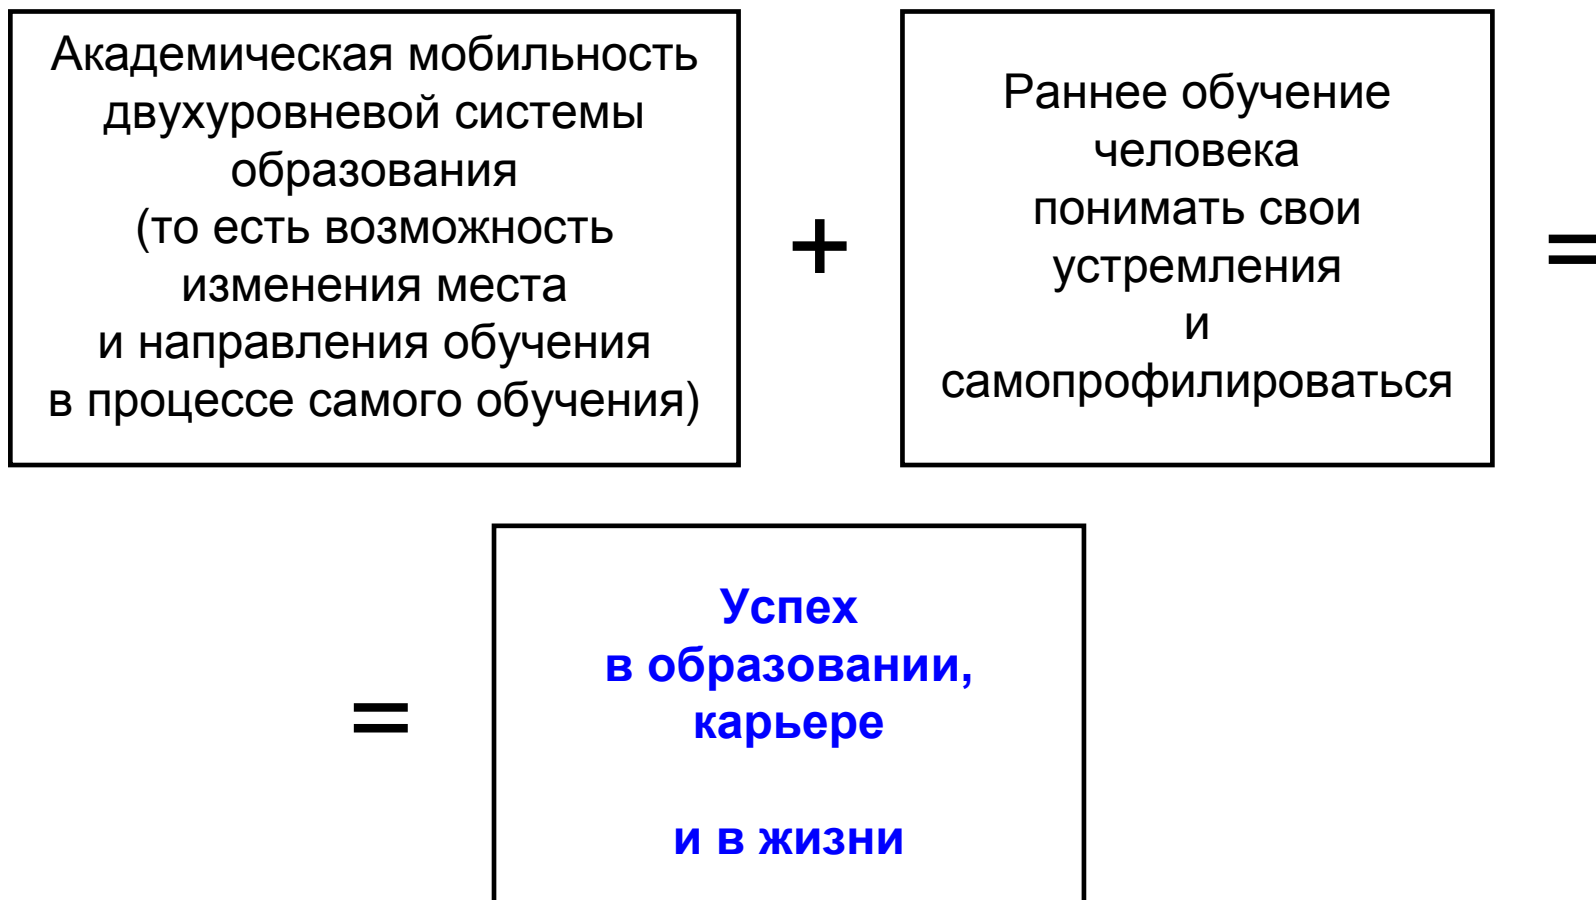 Академическая мобильность
двухуровневой системы
образования
(то есть возможность
изменения места
и направления обучения
в процессе самого обучения)
+
Раннее обучение
человека
понимать свои
устремления
и
самопрофилироваться
=
=
Успех
в образовании,
карьере
и в жизни